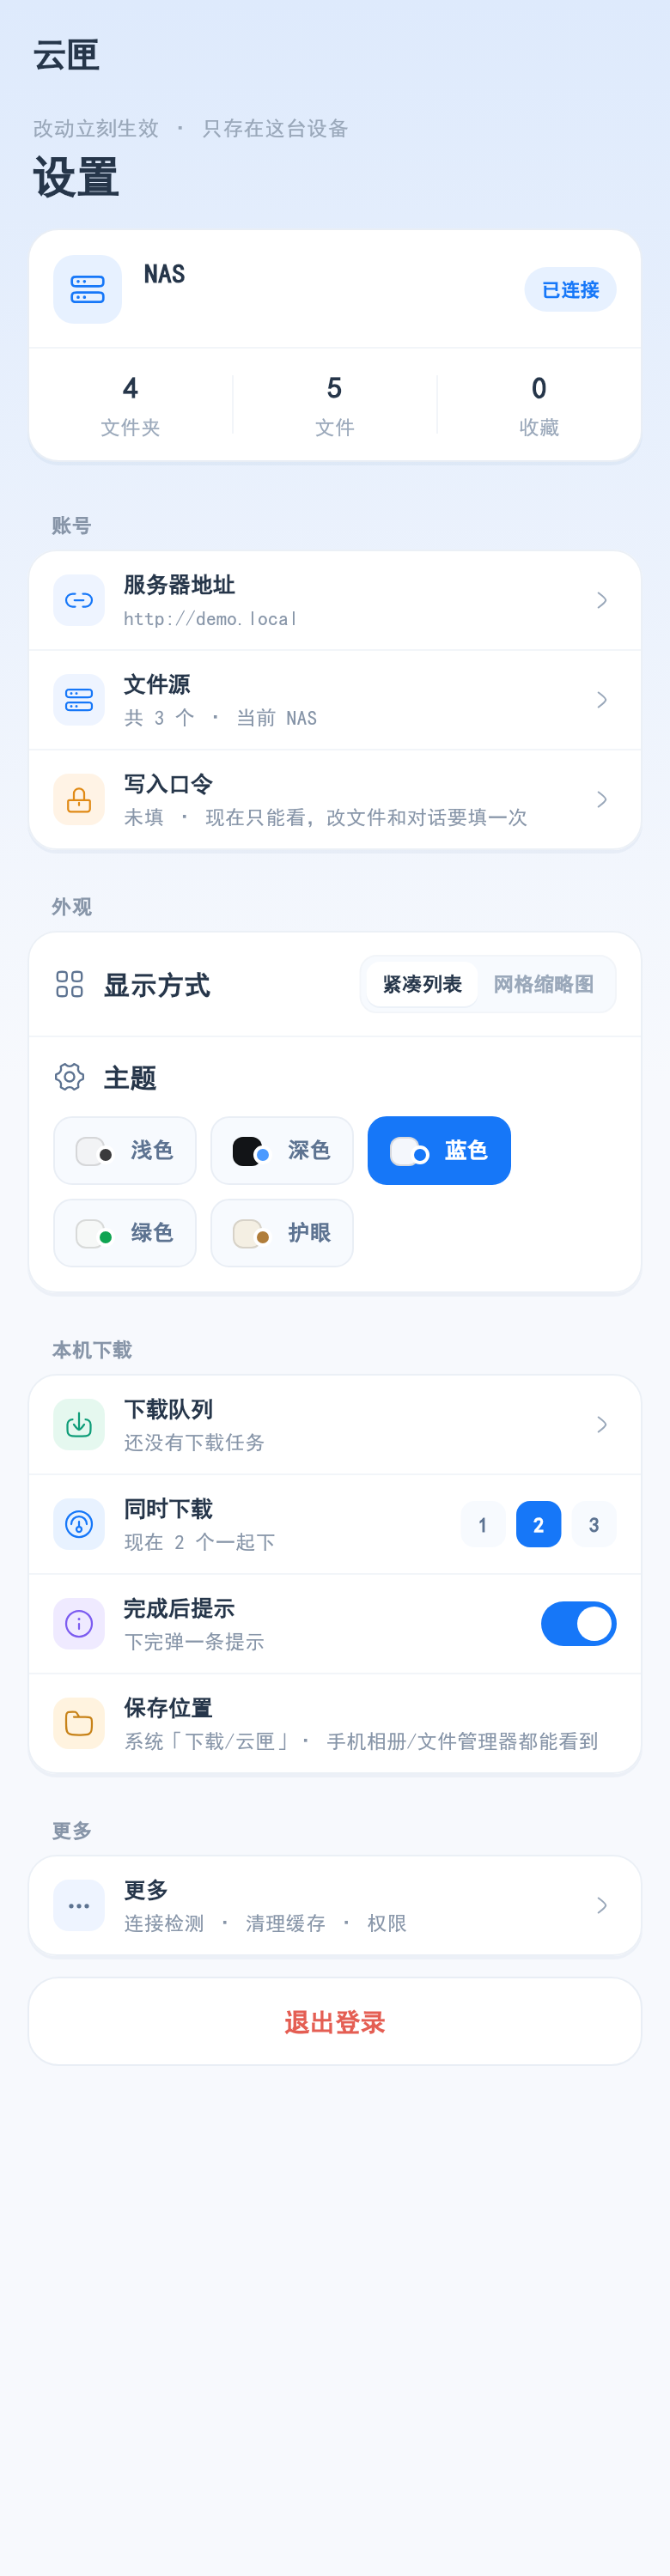 云匣
改动立刻生效 · 只存在这台设备
设置
NAS
已连接
4
文件夹
5
文件
0
收藏
账号
服务器地址
http://demo.local
文件源
共 3 个 · 当前 NAS
写入口令
未填 · 现在只能看，改文件和对话要填一次
外观
显示方式
紧凑列表
网格缩略图
主题
浅色
深色
蓝色
绿色
护眼
本机下载
下载队列
还没有下载任务
同时下载
现在 2 个一起下
1
2
3
完成后提示
下完弹一条提示
保存位置
系统「下载/云匣」· 手机相册/文件管理器都能看到
更多
更多
连接检测 · 清理缓存 · 权限
退出登录